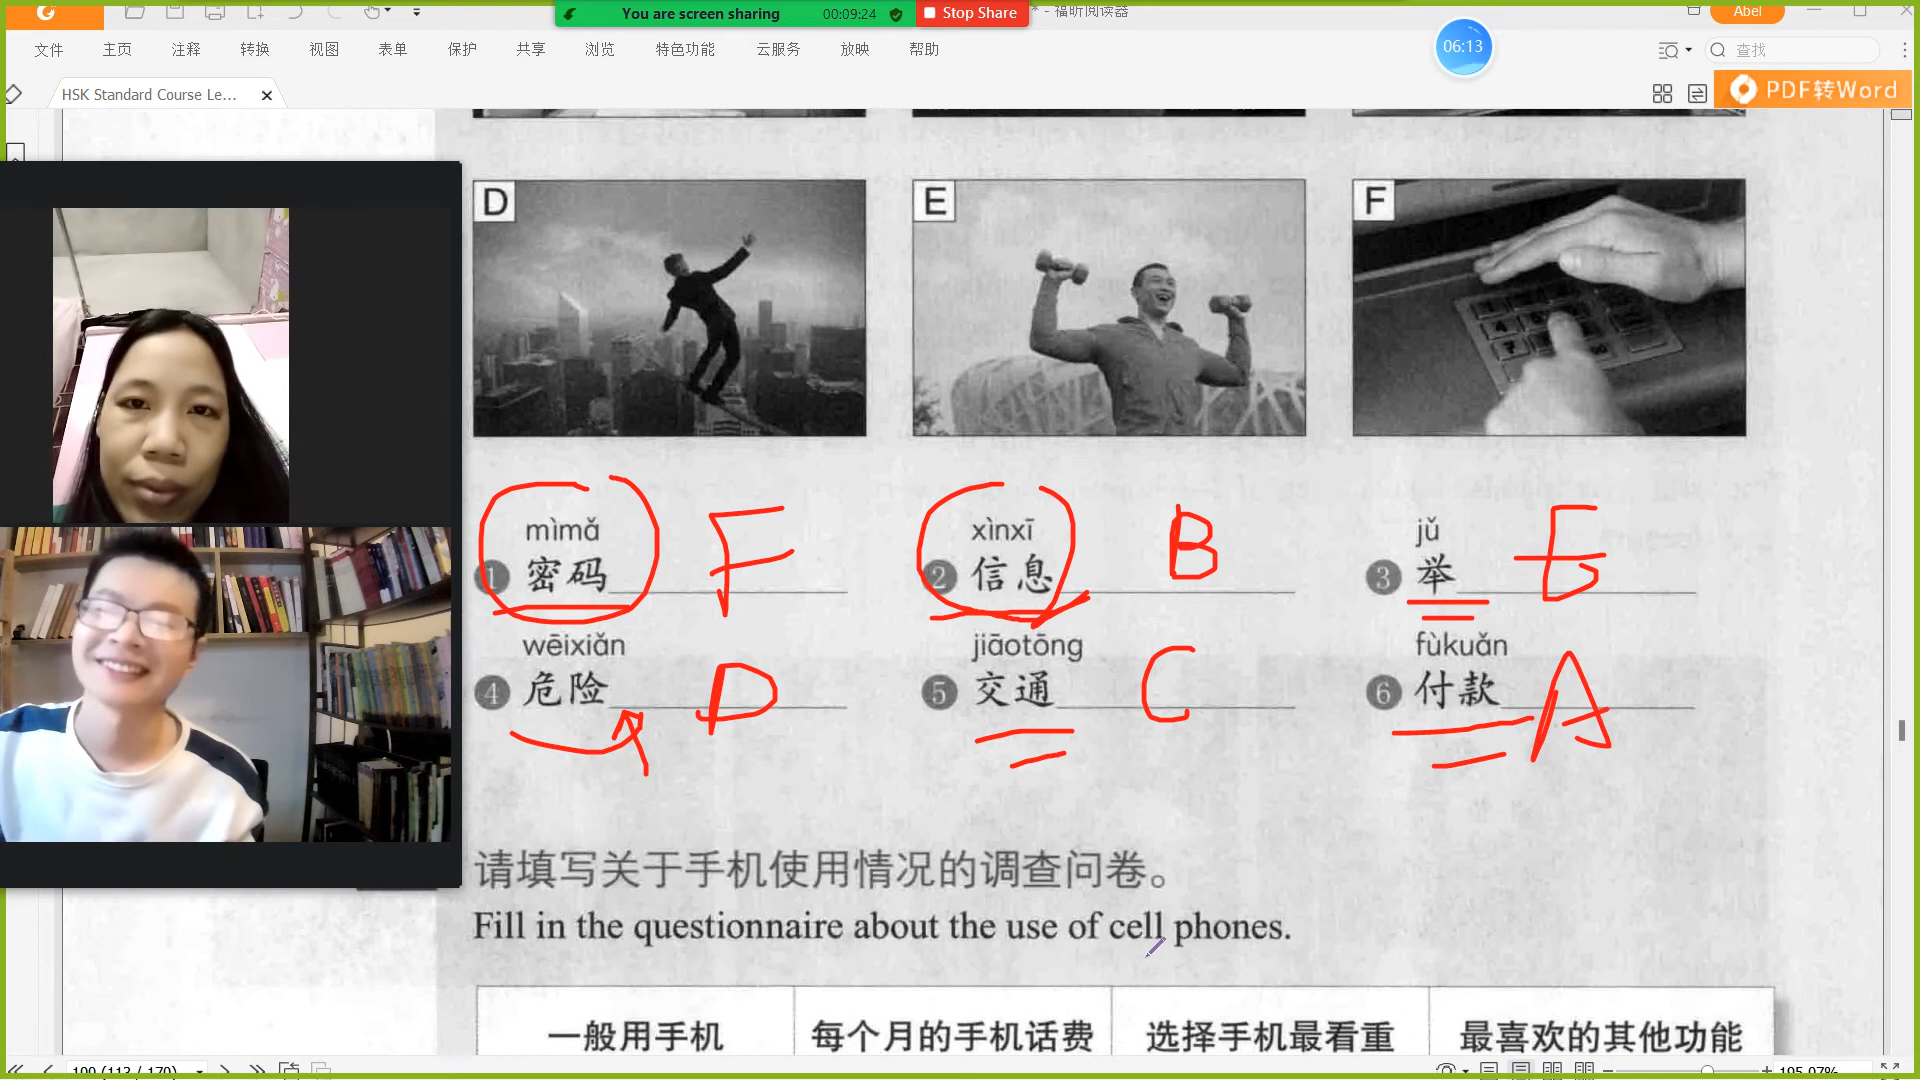 You are screen sharing 00:09:24 Stop Share
- 福昕阅读器
Abel
文件 主页 注释 转换 视图 表单 保护 共享 浏览 特色功能 云服务 放映 帮助
06:13
查找
HSK Standard Course Le...
PDF转Word
D E F
mìmǎ xìnxī jǔ
1 密码 F 2 信息 B 3 举 E
wēixiǎn jiāotōng fùkuǎn
4 危险 D 5 交通 C 6 付款 A
请填写关于手机使用情况的调查问卷。
Fill in the questionnaire about the use of cell phones.
一般用手机 每个月的手机话费 选择手机最看重 最喜欢的其他功能
100 (113 / 170) 195.07%